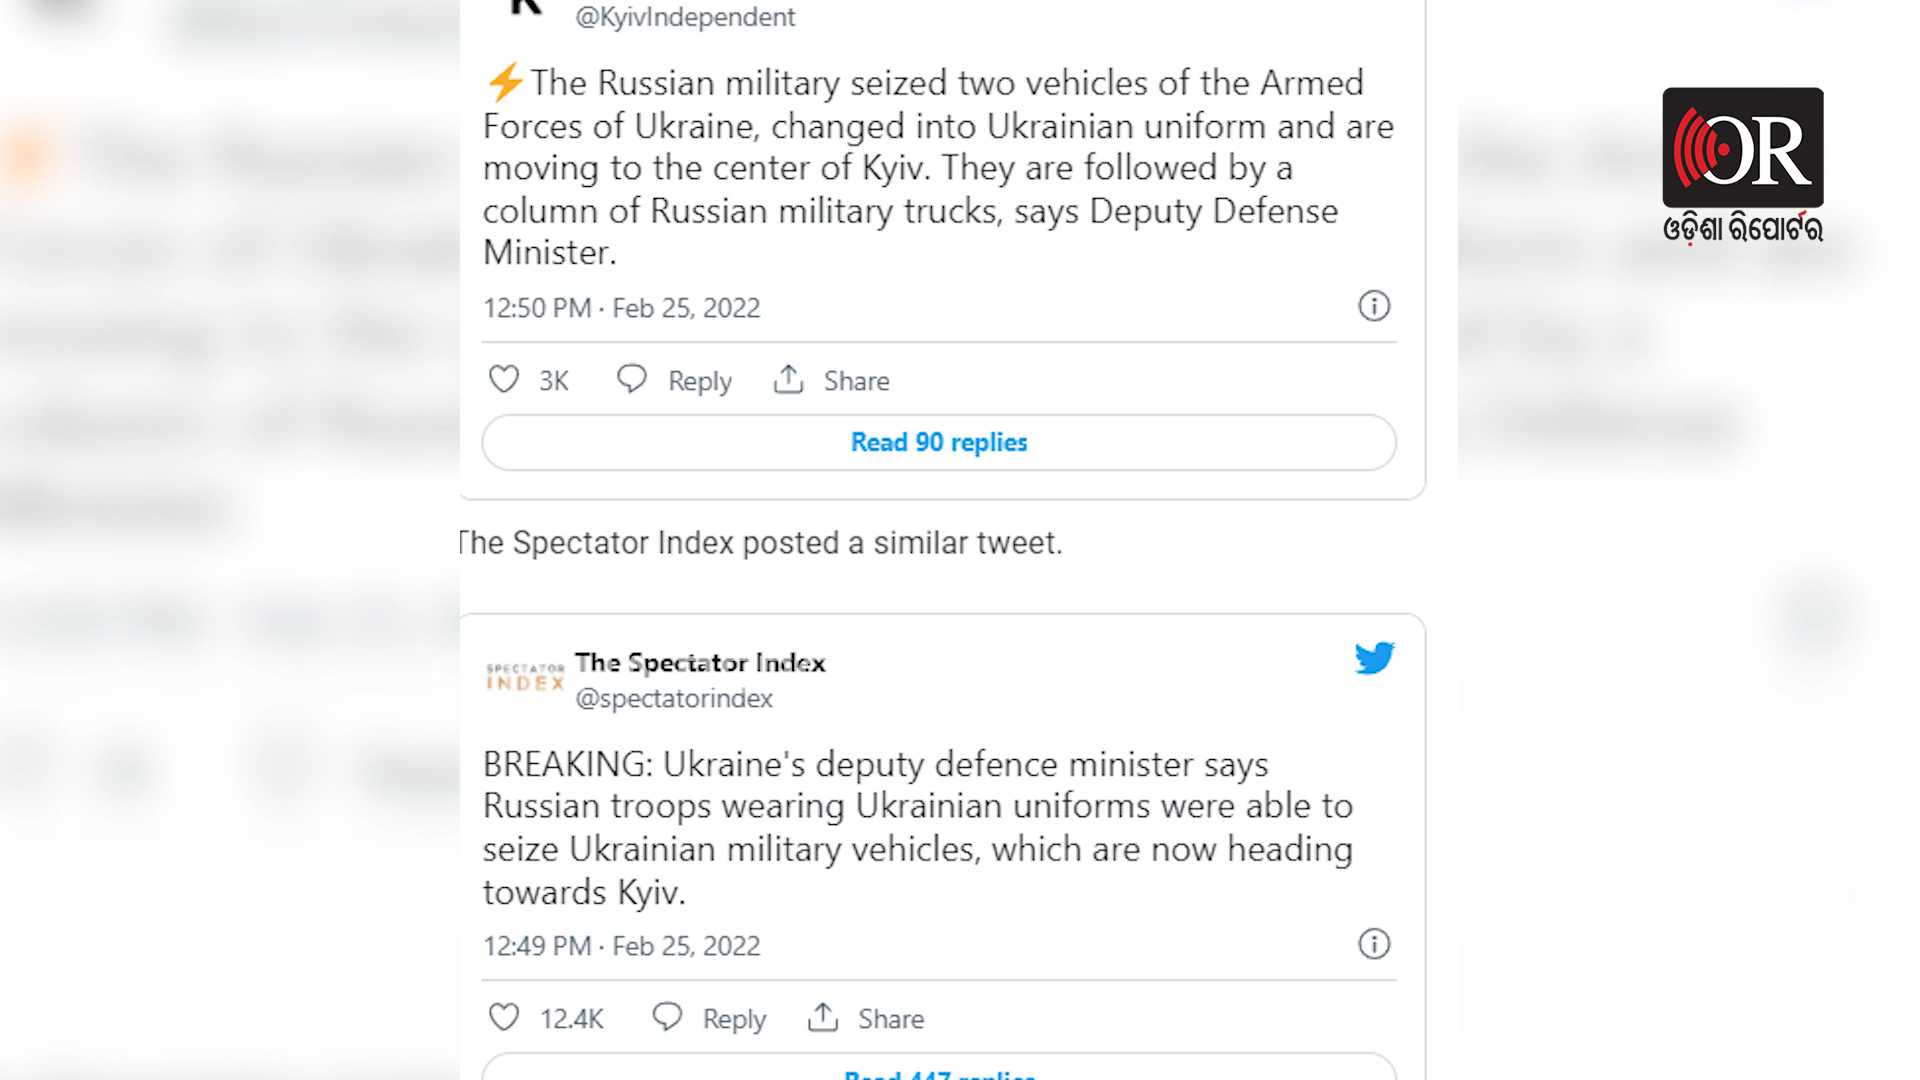 @KyivIndependent
⚡The Russian military seized two vehicles of the Armed
Forces of Ukraine, changed into Ukrainian uniform and are
moving to the center of Kyiv. They are followed by a
column of Russian military trucks, says Deputy Defense
Minister.
12:50 PM · Feb 25, 2022
3K Reply Share
Read 90 replies
The Spectator Index posted a similar tweet.
SPECTATOR
INDEX
The Spectator Index
@spectatorindex
BREAKING: Ukraine's deputy defence minister says
Russian troops wearing Ukrainian uniforms were able to
seize Ukrainian military vehicles, which are now heading
towards Kyiv.
12:49 PM · Feb 25, 2022
12.4K Reply Share
Read 447 replies
OR
ଓଡ଼ିଶା ରିପୋର୍ଟର